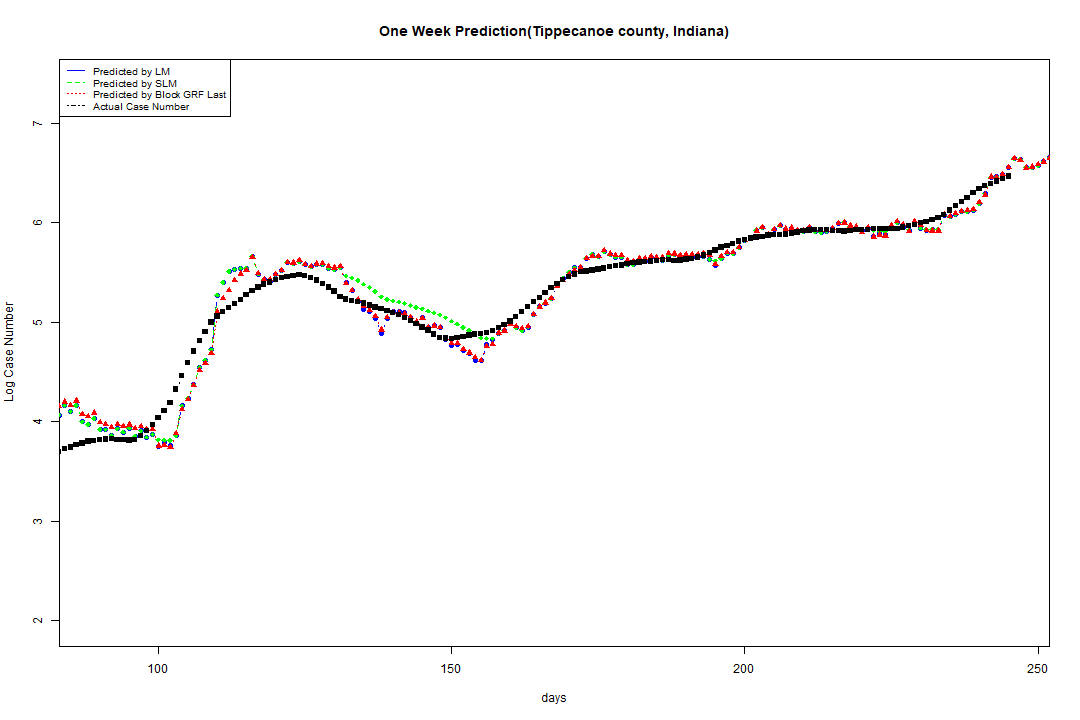 One Week Prediction(Tippecanoe county, Indiana)
Predicted by LM
Predicted by SLM
Predicted by Block GRF Last
Actual Case Number
Log Case Number
7
6
5
4
3
2
100
150
200
250
days